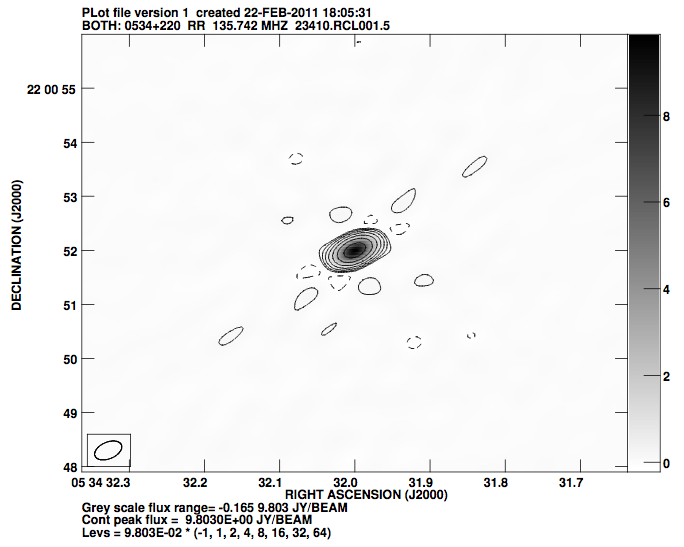 PLot file version 1 created 22-FEB-2011 18:05:31
BOTH: 0534+220 RR 135.742 MHZ 23410.RCL001.5
22 00 55
54
53
52
51
50
49
48
DECLINATION (J2000)
8
6
4
2
0
05 34 32.3
32.2
32.1
32.0
31.9
31.8
31.7
RIGHT ASCENSION (J2000)
Grey scale flux range= -0.165 9.803 JY/BEAM
Cont peak flux = 9.8030E+00 JY/BEAM
Levs = 9.803E-02 * (-1, 1, 2, 4, 8, 16, 32, 64)